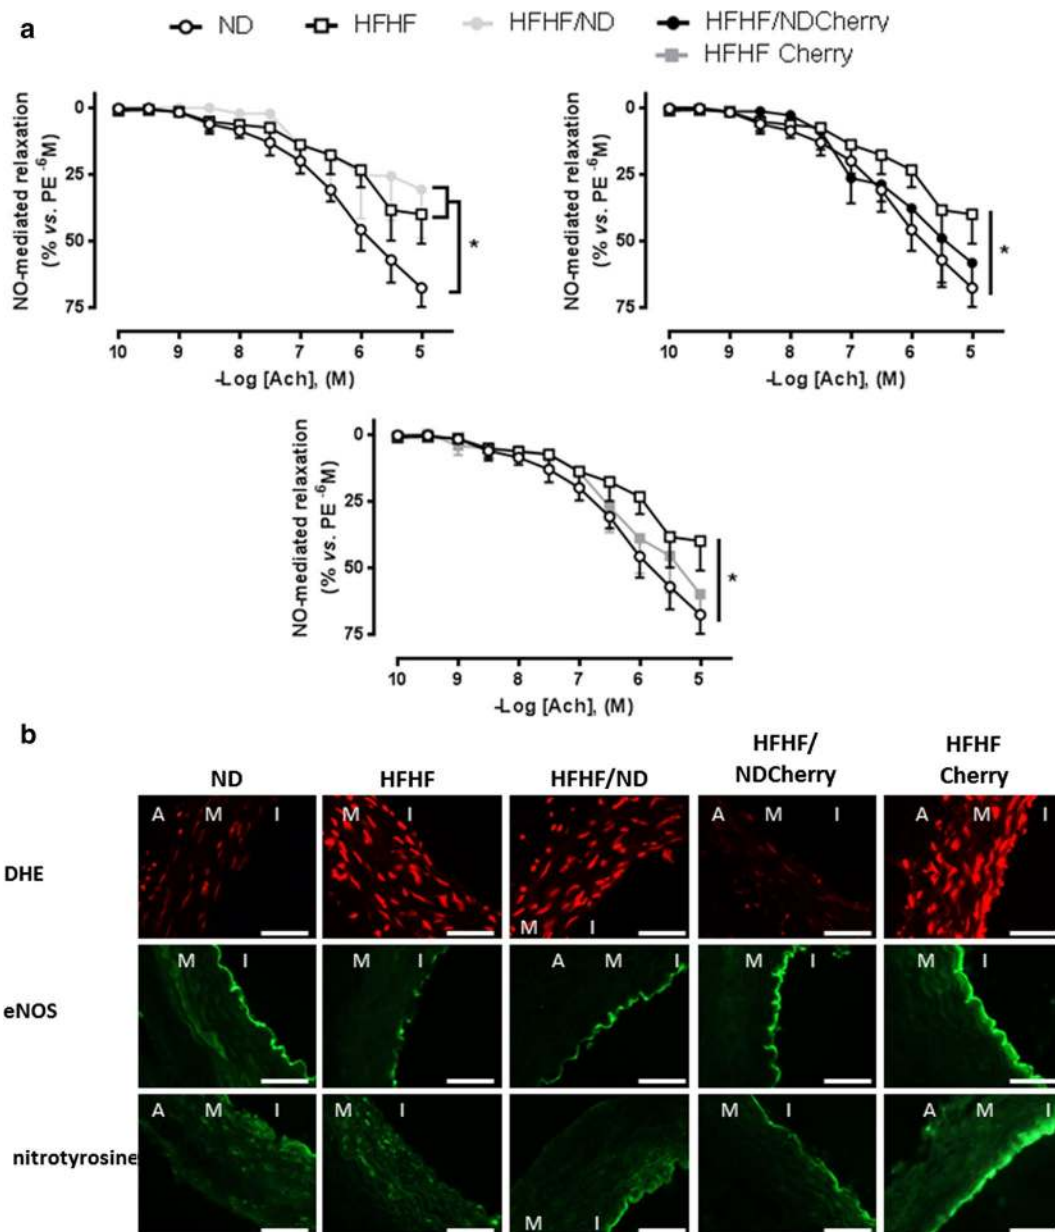 a
ND HFHF HFHF/ND HFHF/NDCherry
HFHF Cherry
NO-mediated relaxation
(% vs. PE -6M)
0
25
50
75
*
10 9 8 7 6 5
-Log [Ach], (M)
NO-mediated relaxation
(% vs. PE -6M)
0
25
50
75
*
10 9 8 7 6 5
-Log [Ach], (M)
NO-mediated relaxation
(% vs. PE -6M)
0
25
50
75
*
10 9 8 7 6 5
-Log [Ach], (M)
b
ND HFHF HFHF/ND HFHF/
NDCherry HFHF
Cherry
DHE
A M I
M I
M I
A M I
A M I
eNOS
M I
M I
A M I
M I
M I
nitrotyrosine
A M I
M I
M I
M I
A M I